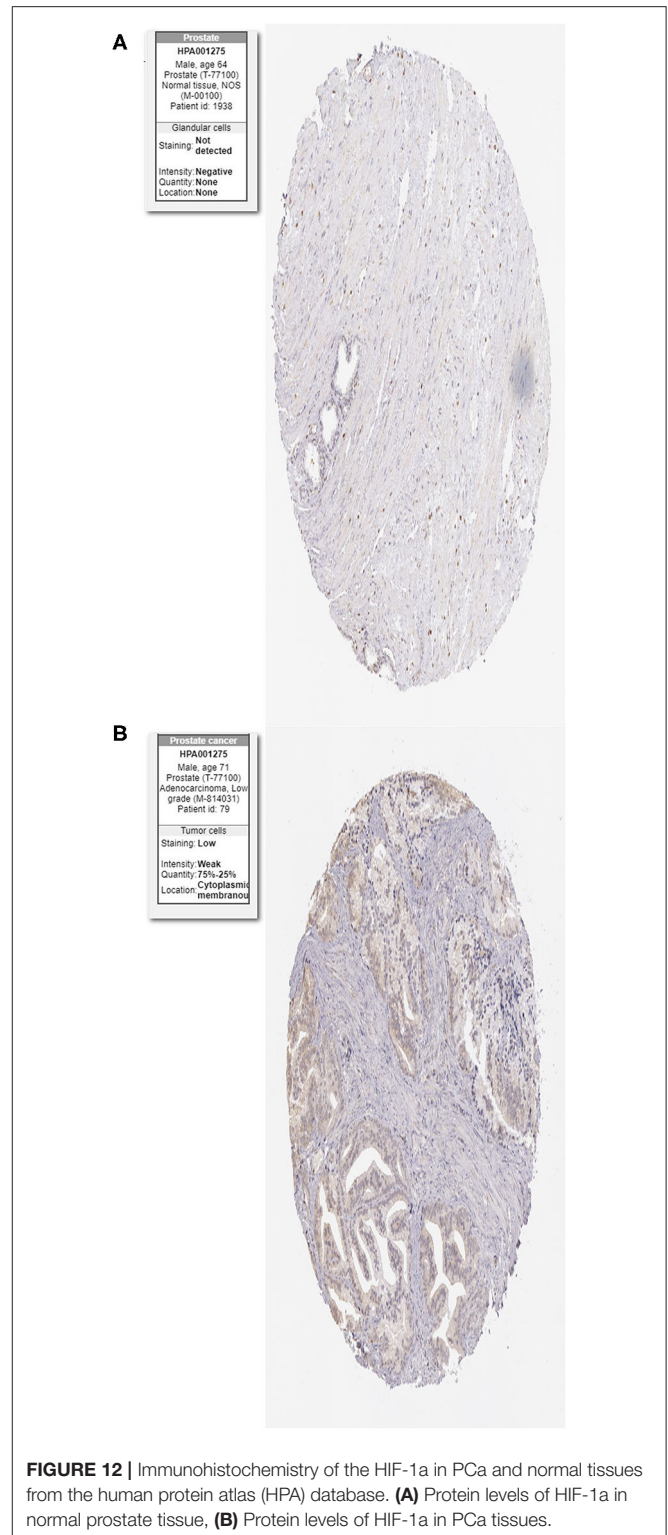 A
Prostate
HPA001275
Male, age 64
Prostate (T-77100)
Normal tissue, NOS
(M-00100)
Patient id: 1938
Glandular cells
Staining: Not
detected
Intensity: Negative
Quantity: None
Location: None
B
Prostate cancer
HPA001275
Male, age 71
Prostate (T-77100)
Adenocarcinoma, Low
grade (M-814031)
Patient id: 79
Tumor cells
Staining: Low
Intensity: Weak
Quantity: 75%-25%
Location: Cytoplasmic
membranou
FIGURE 12 | Immunohistochemistry of the HIF-1a in PCa and normal tissues
from the human protein atlas (HPA) database. (A) Protein levels of HIF-1a in
normal prostate tissue, (B) Protein levels of HIF-1a in PCa tissues.